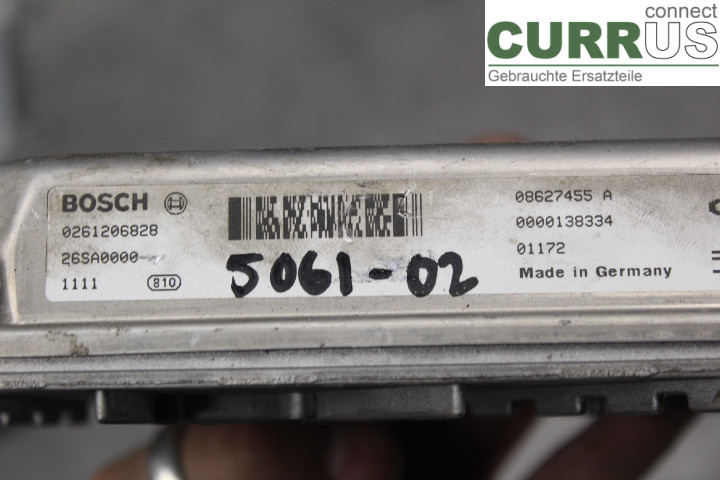 connect
CURRUS
Gebrauchte Ersatzteile
BOSCH
0261206828
26SA0000
1111 810
08627455 A
0000138334
01172
Made in Germany
5061-02